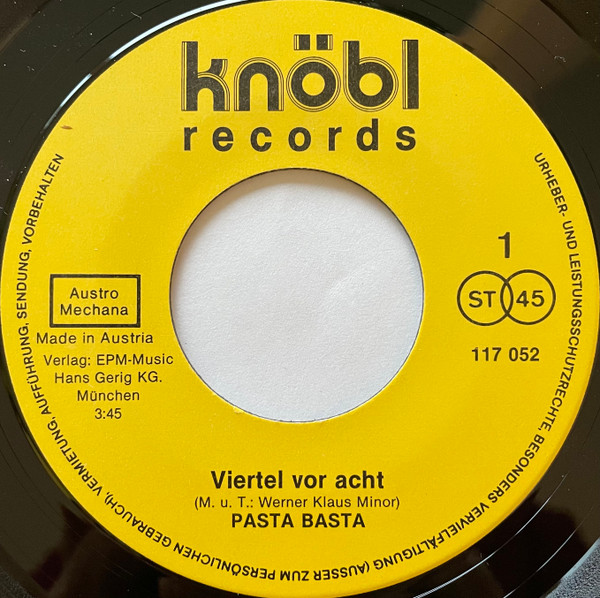 knöbl
records
Austro
Mechana
Made in Austria
Verlag: EPM-Music
Hans Gerig KG.
München
3:45
1
ST 45
117 052
Viertel vor acht
(M. u. T.: Werner Klaus Minor)
PASTA BASTA
URHEBER- UND LEISTUNGSSCHUTZRECHTE, BESONDERS VERVIELFÄLTIGUNG (AUSSER ZUM PERSÖNLICHEN GEBRAUCH), VERMIETUNG, AUFFÜHRUNG, SENDUNG, VORBEHALTEN